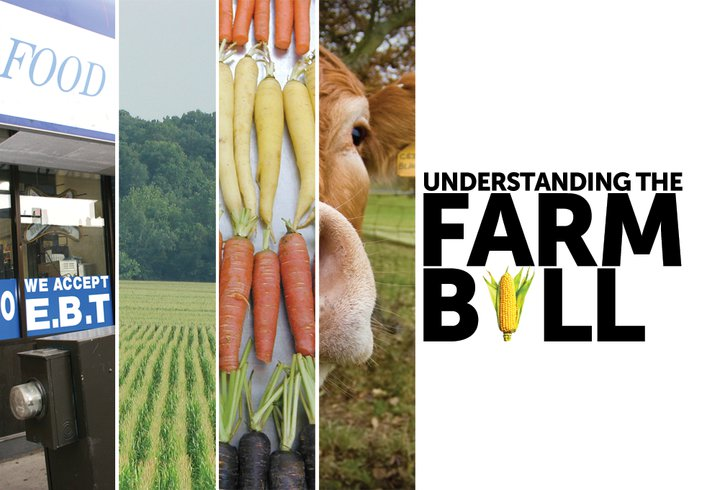 FOOD
WE ACCEPT
E.B.T
UNDERSTANDING THE
FARM
BILL